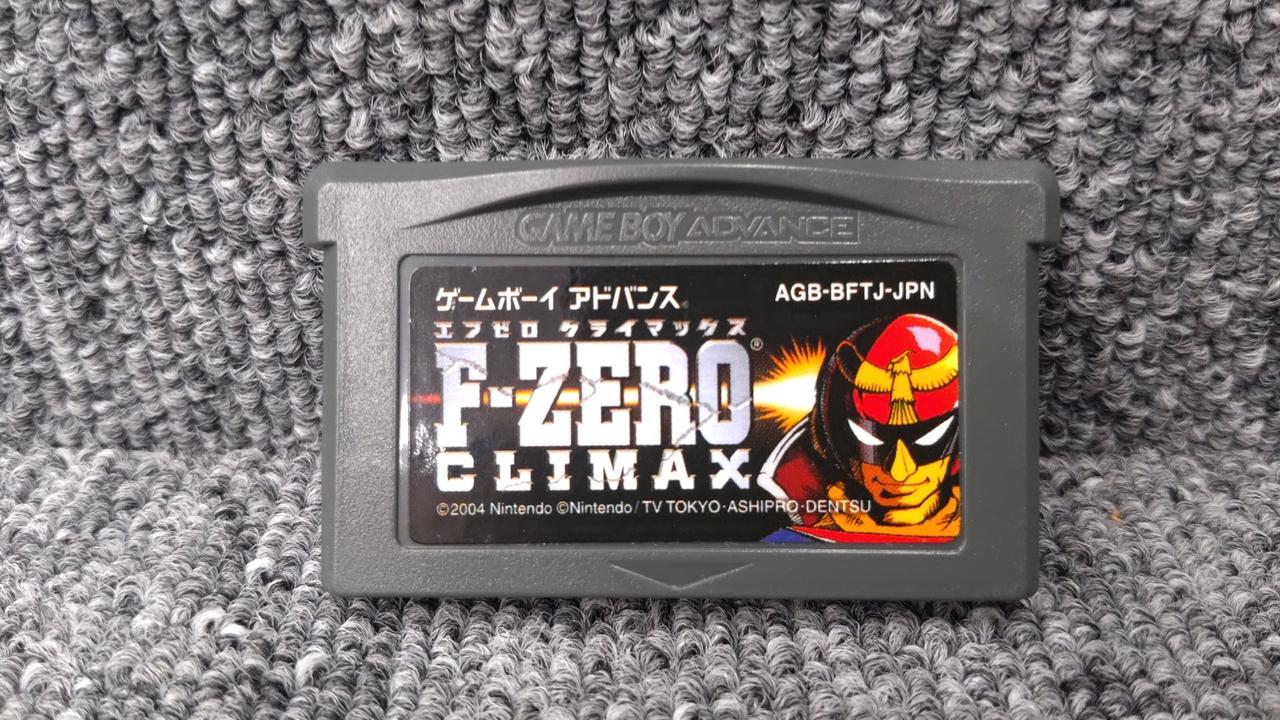 GAME BOY ADVANCE
ゲームボーイ アドバンス
AGB-BFTJ-JPN
エフゼロ クライマックス
F-ZERO®
CLIMAX
©2004 Nintendo ©Nintendo/TV TOKYO·ASHIPRO·DENTSU